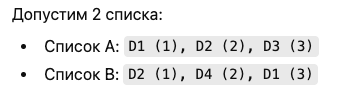 Допустим 2 списка:
• Список A: D1 (1), D2 (2), D3 (3)
• Список B: D2 (1), D4 (2), D1 (3)